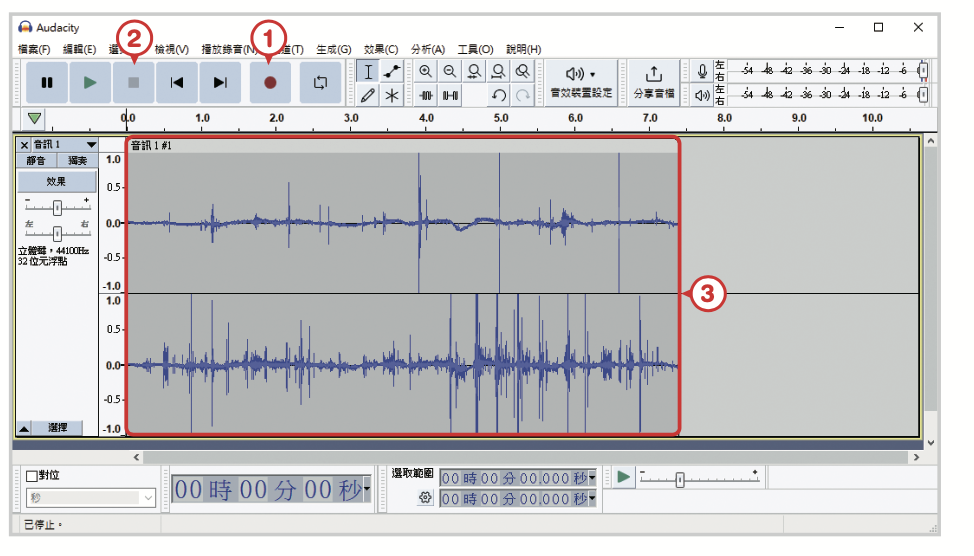 Audacity
檔案(F) 編輯(E) 檢視(V) 播放錄音(N) (T) 生成(G) 效果(C) 分析(A) 工具(O) 說明(H)
② ①
音效裝置設定 分享音檔
左 右 -54 -48 -42 -36 -30 -24 -18 -12 -6 0
左 右 -54 -48 -42 -36 -30 -24 -18 -12 -6 0
0.0 1.0 2.0 3.0 4.0 5.0 6.0 7.0 8.0 9.0 10.0
音訊 1
音訊 1 #1
靜音 獨奏
效果
- +
左 右
立體聲,44100Hz
32 位元浮點
1.0
0.5
0.0
-0.5
-1.0
1.0
0.5
0.0
-0.5
-1.0
③
選擇
對位
秒
00 時 00 分 00 秒
選取範圍
00 時 00 分 00.000 秒
00 時 00 分 00.000 秒
- +
已停止。